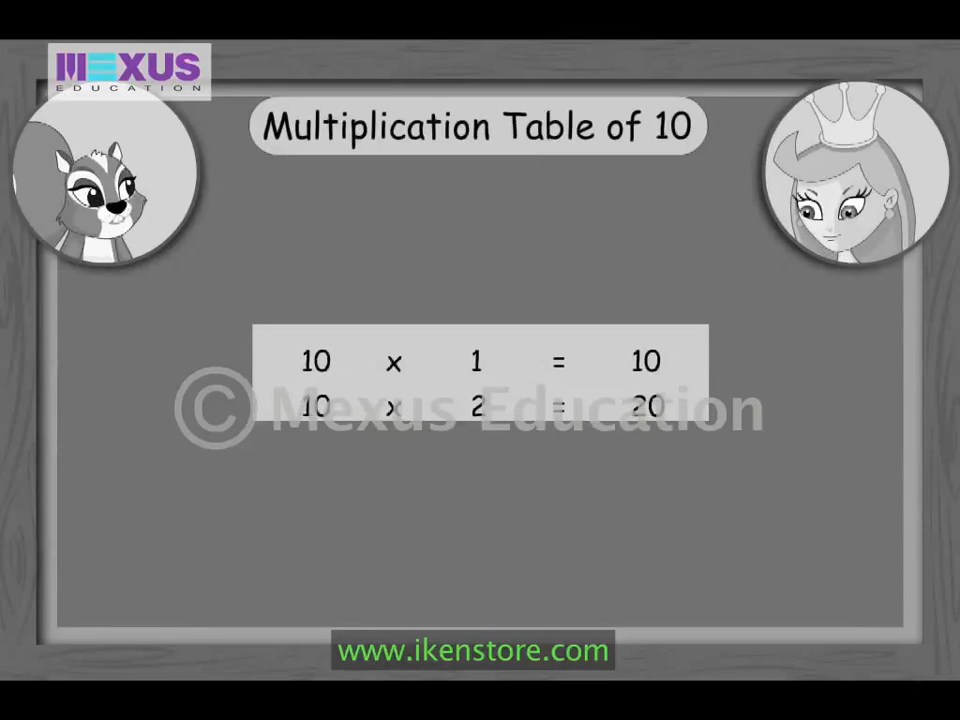 MEXUS
EDUCATION
Multiplication Table of 10
10 x 1 = 10
10 x 2 = 20
© Mexus Education
www.ikenstore.com